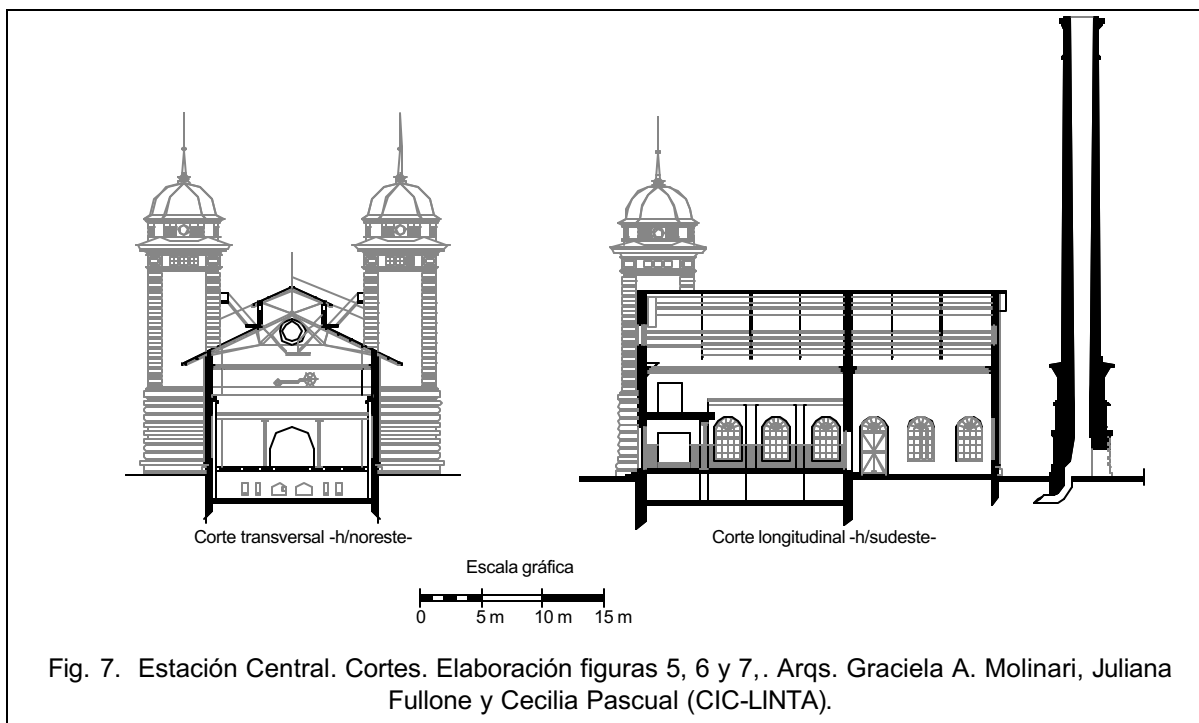 Corte transversal -h/noreste-
Corte longitudinal -h/sudeste-
Escala gráfica
0 5 m 10 m 15 m
Fig. 7. Estación Central. Cortes. Elaboración figuras 5, 6 y 7,. Arqs. Graciela A. Molinari, Juliana
Fullone y Cecilia Pascual (CIC-LINTA).